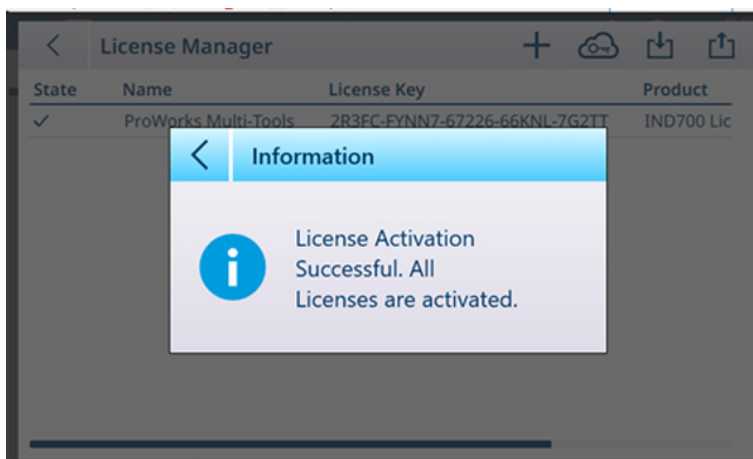 License Manager
State Name License Key Product
ProWorks Multi-Tools 2R3FC-FYNN7-67226-66KNL-7G2TT IND700 Lic
Information
License Activation
Successful. All
Licenses are activated.